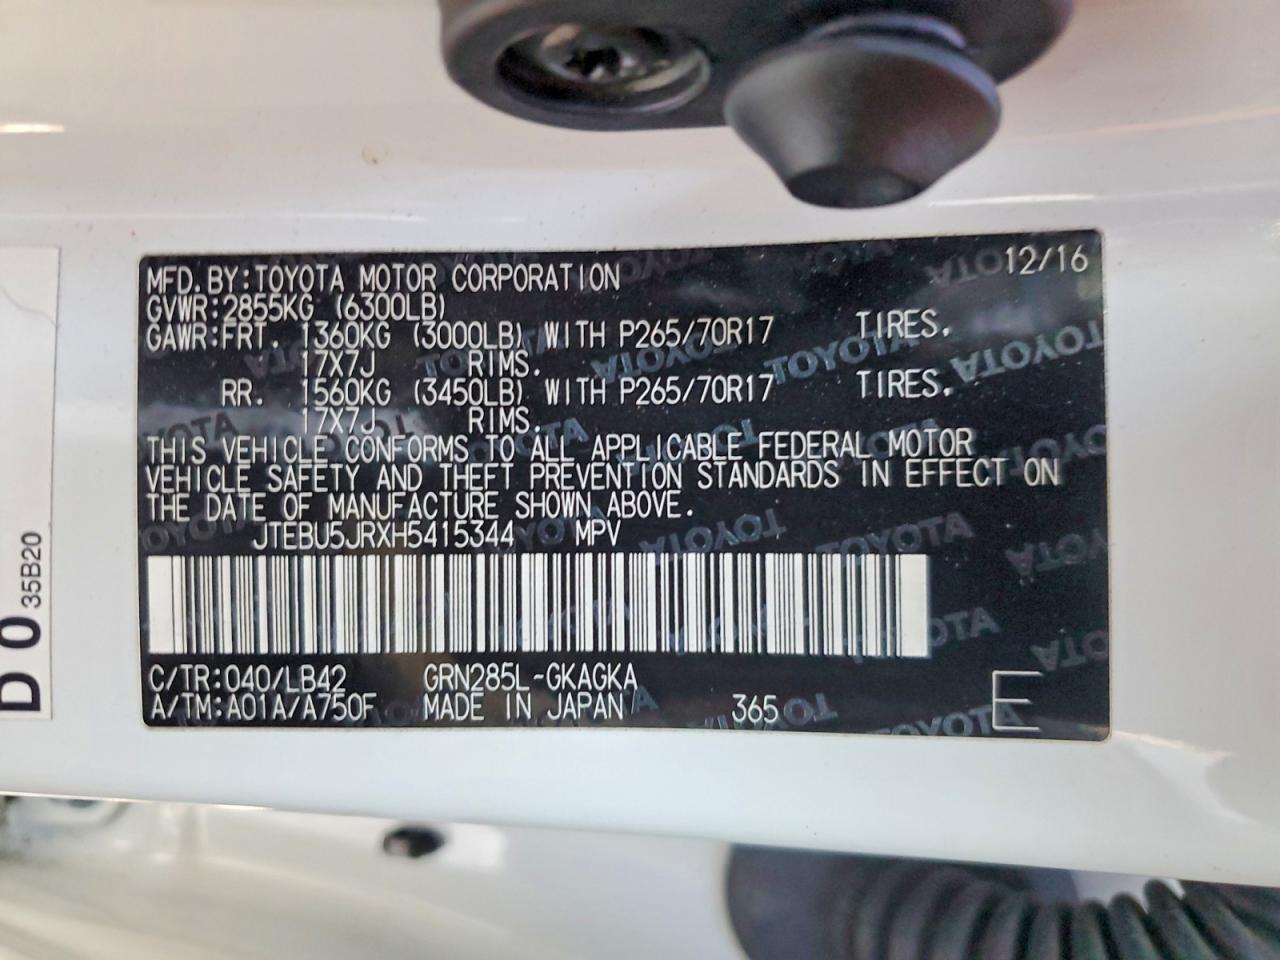 12/16
MFD.BY:TOYOTA MOTOR CORPORATION
GVWR:2855KG (6300LB)
GAWR:FRT. 1360KG (3000LB) WITH P265/70R17 TIRES.
17X7J RIMS.
RR. 1560KG (3450LB) WITH P265/70R17 TIRES.
17X7J RIMS.
THIS VEHICLE CONFORMS TO ALL APPLICABLE FEDERAL MOTOR
VEHICLE SAFETY AND THEFT PREVENTION STANDARDS IN EFFECT ON
THE DATE OF MANUFACTURE SHOWN ABOVE.
JTEBU5JRXH5415344 MPV
C/TR:040/LB42 GRN285L-GKAGKA
A/TM:A01A/A750F MADE IN JAPAN 365 E
D 0
35B20